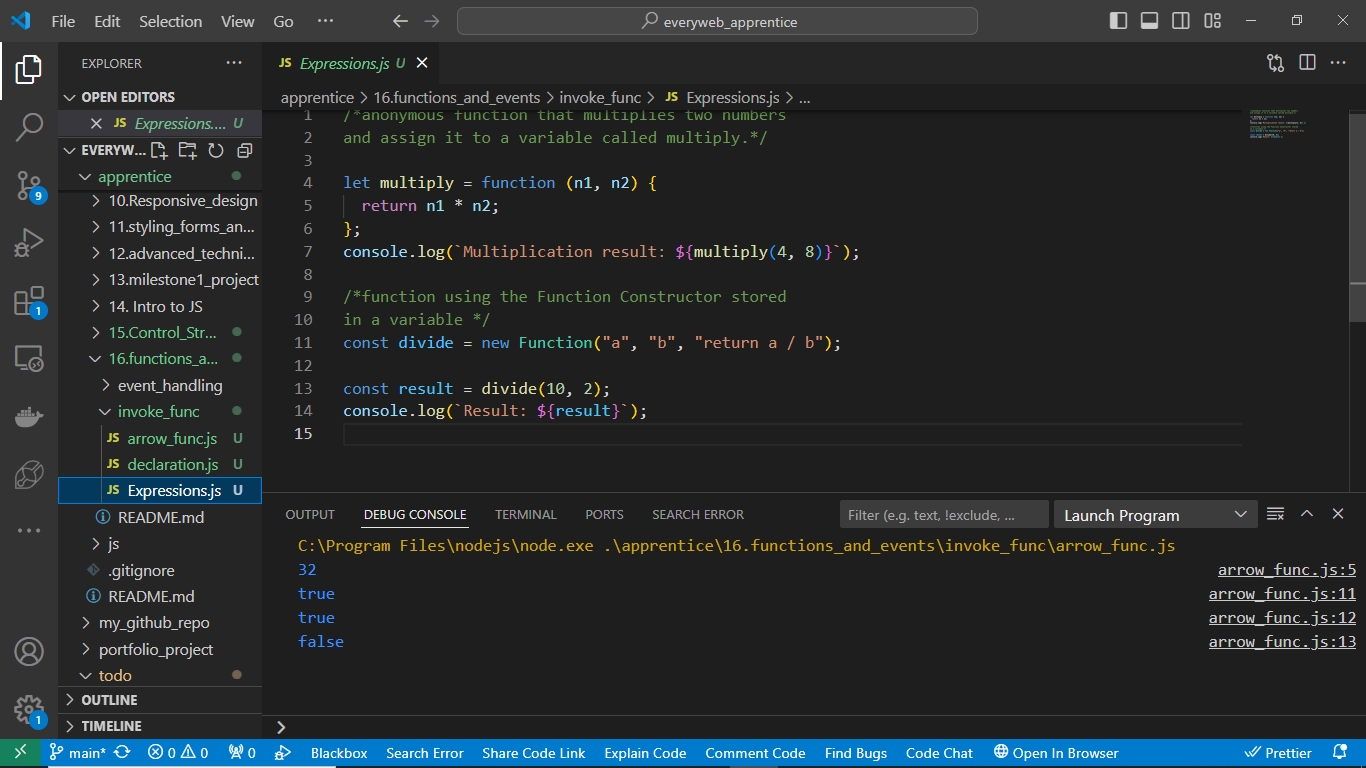 File Edit Selection View Go ··· everyweb_apprentice
EXPLORER ···
OPEN EDITORS
JS Expressions.... U
EVERYW...
apprentice
10.Responsive_design
11.styling_forms_an...
12.advanced_techni...
13.milestone1_project
14. Intro to JS
15.Control_Str...
16.functions_a...
event_handling
invoke_func
JS arrow_func.js U
JS declaration.js U
JS Expressions.js U
README.md
js
.gitignore
README.md
my_github_repo
portfolio_project
todo
OUTLINE
TIMELINE
9
1
1
JS Expressions.js U
apprentice > 16.functions_and_events > invoke_func > JS Expressions.js > ...
1 /*anonymous function that multiplies two numbers
2 and assign it to a variable called multiply.*/
3
4 let multiply = function (n1, n2) {
5 return n1 * n2;
6 };
7 console.log(`Multiplication result: ${multiply(4, 8)}`);
8
9 /*function using the Function Constructor stored
10 in a variable */
11 const divide = new Function("a", "b", "return a / b");
12
13 const result = divide(10, 2);
14 console.log(`Result: ${result}`);
15
OUTPUT DEBUG CONSOLE TERMINAL PORTS SEARCH ERROR Filter (e.g. text, !exclude, ... Launch Program
C:\Program Files\nodejs\node.exe .\apprentice\16.functions_and_events\invoke_func\arrow_func.js
32 arrow_func.js:5
true arrow_func.js:11
true arrow_func.js:12
false arrow_func.js:13
main* 0 0 0 Blackbox Search Error Share Code Link Explain Code Comment Code Find Bugs Code Chat Open In Browser Prettier